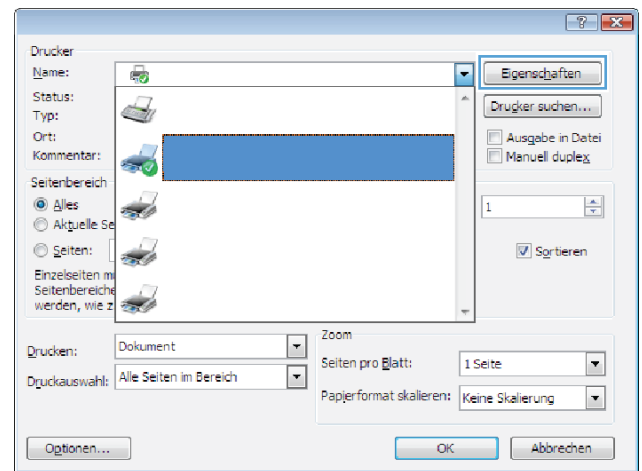 Drucker
Name:
Eigenschaften
Status:
Typ:
Drucker suchen...
Ort:
Ausgabe in Datei
Kommentar:
Manuell duplex
Seitenbereich
Alles
1
Aktuelle Se
Seiten:
Sortieren
Einzelseiten m
Seitenbereiche
werden, wie z
Zoom
Drucken:
Dokument
Seiten pro Blatt:
1 Seite
Druckauswahl:
Alle Seiten im Bereich
Papierformat skalieren:
Keine Skalierung
Optionen...
OK
Abbrechen